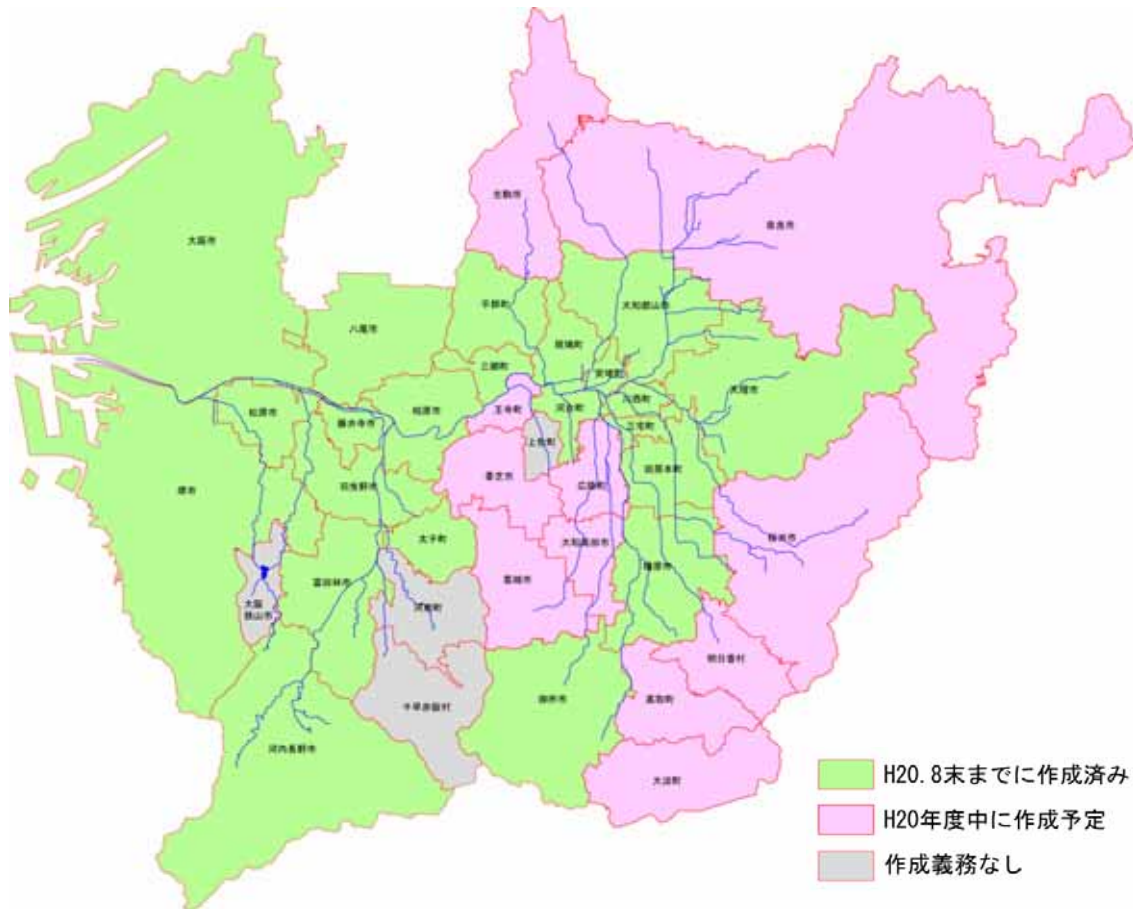 生駒市
奈良市
大阪市
八尾市
平群町
大和郡山市
斑鳩町
三郷町
安堵町
天理市
松原市
柏原市
王寺町
河合町
川西町
藤井寺市
上牧町
三宅町
堺市
羽曳野市
香芝市
広陵町
田原本町
太子町
大和高田市
桜井市
富田林市
葛城市
橿原市
大阪
狭山市
河南町
明日香村
千早赤阪村
御所市
高取町
河内長野市
大淀町
H20.8末までに作成済み
H20年度中に作成予定
作成義務なし